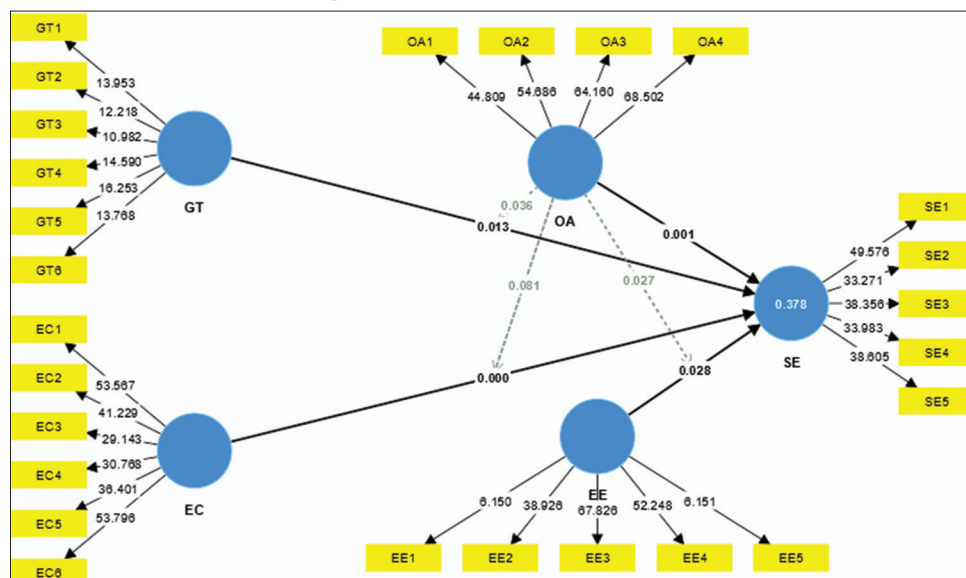 GT1
GT2
GT3
GT4
GT5
GT6
13.953
12.218
10.982
14.590
16.253
13.768
GT
OA1
OA2
OA3
OA4
44.809
54.686
64.160
68.502
OA
0.036
0.013
0.001
0.081
0.027
EC1
EC2
EC3
EC4
EC5
EC6
53.567
41.229
29.143
30.768
36.401
53.796
EC
0.000
0.028
0.378
SE
SE1
SE2
SE3
SE4
SE5
49.576
33.271
38.356
33.983
38.605
EE
6.150
38.926
67.826
52.248
6.151
EE1
EE2
EE3
EE4
EE5